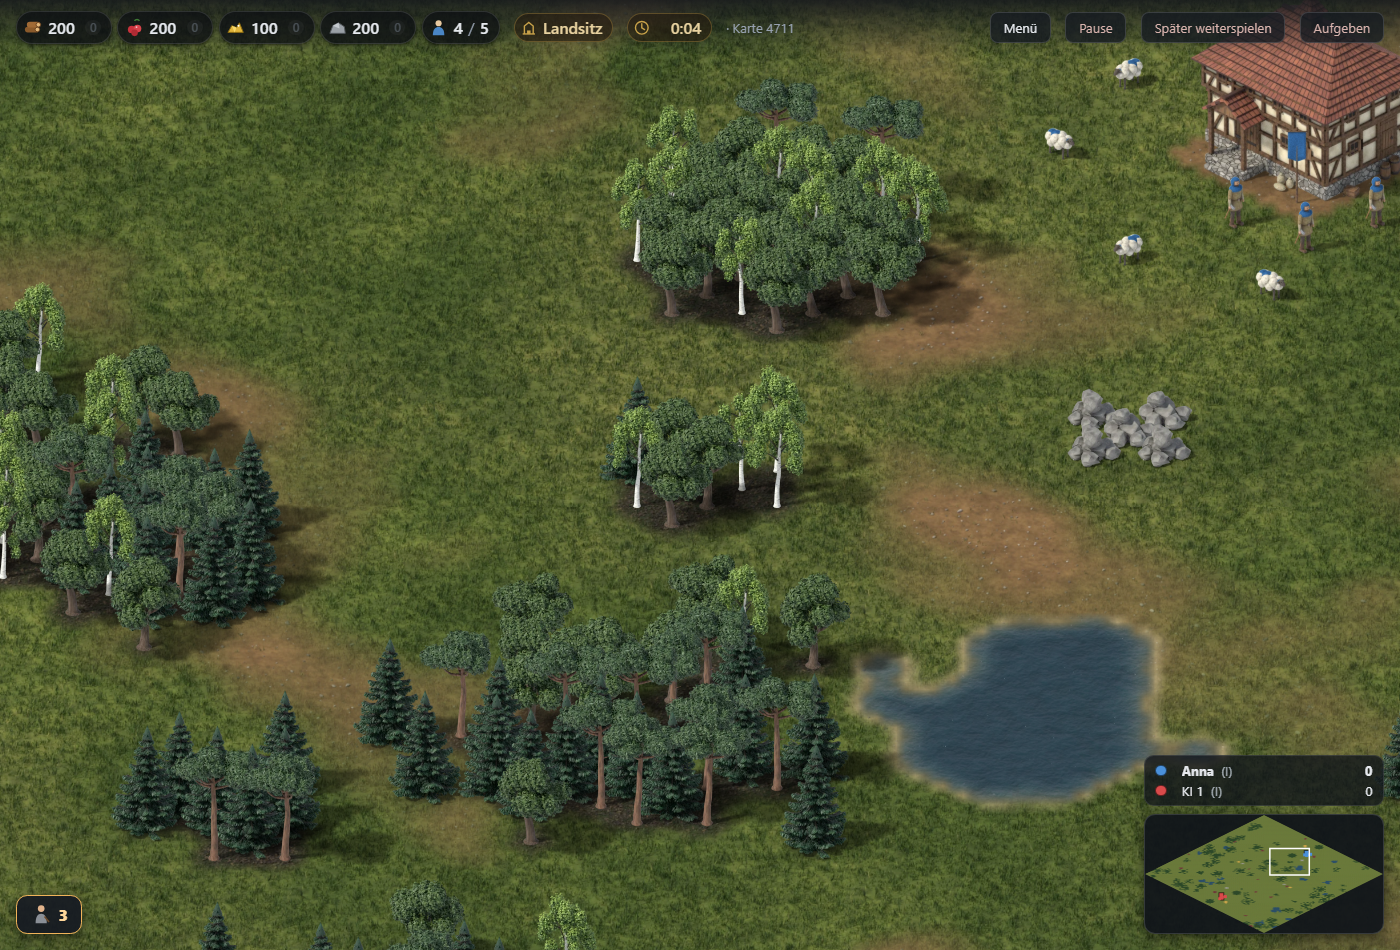 200 0 200 0 100 0 200 0 4 / 5 Landsitz 0:04 · Karte 4711 Menü Pause Später weiterspielen Aufgeben
Anna (I) 0
KI 1 (I) 0
3